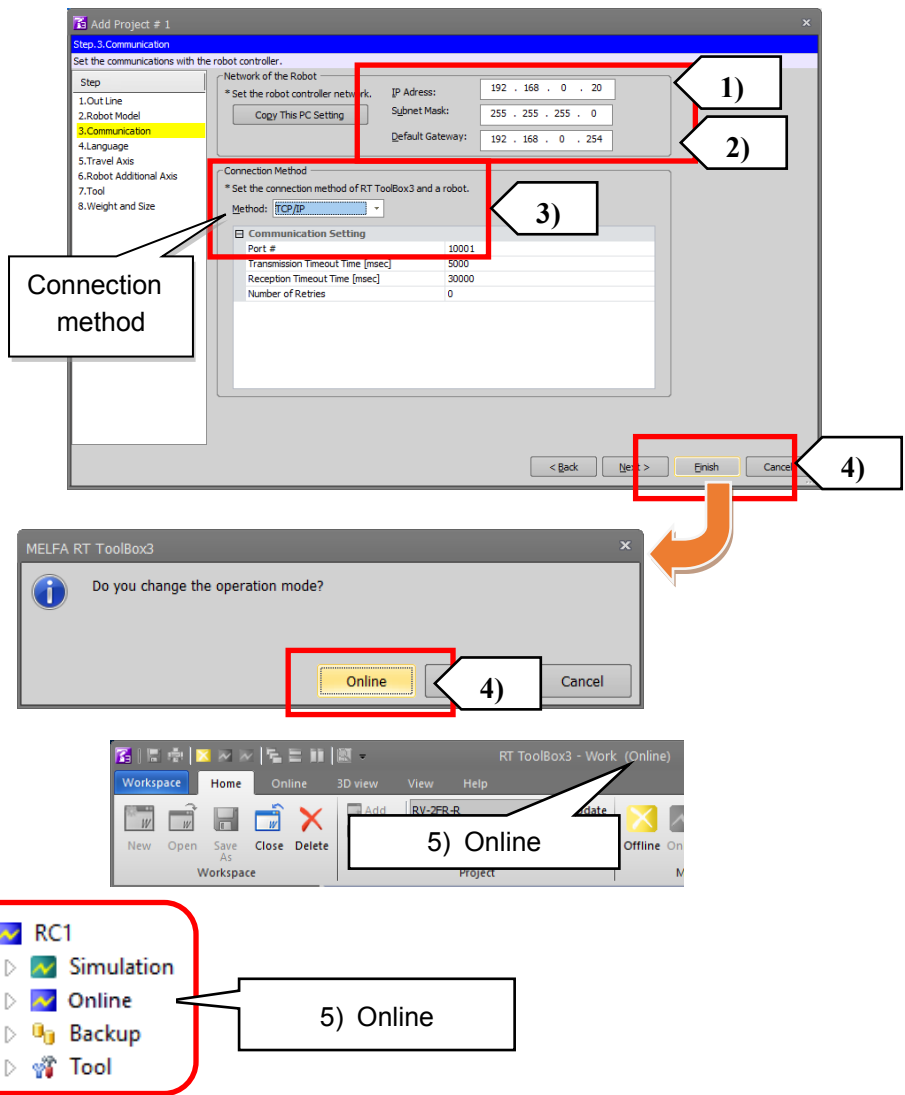 Add Project # 1
Step.3.Communication
Set the communications with the robot controller.
Step
1.Out Line
2.Robot Model
3.Communication
4.Language
5.Travel Axis
6.Robot Additional Axis
7.Tool
8.Weight and Size
Network of the Robot
* Set the robot controller network.
Copy This PC Setting
IP Adress: 192 . 168 . 0 . 20
Subnet Mask: 255 . 255 . 255 . 0
Default Gateway: 192 . 168 . 0 . 254
1)
2)
Connection Method
* Set the connection method of RT ToolBox3 and a robot.
Method: TCP/IP
3)
Communication Setting
Port # 10001
Transmission Timeout Time [msec] 5000
Reception Timeout Time [msec] 30000
Number of Retries 0
Connection
method
< Back Next > Finish Cancel
4)
MELFA RT ToolBox3
Do you change the operation mode?
Online
4)
Cancel
RT ToolBox3 - Work (Online)
Workspace Home Online 3D view View Help
New Open Save As Close Delete
Workspace
Add
RV-2FR-R
5) Online
Project
Offline
RC1
Simulation
Online
Backup
Tool
5) Online